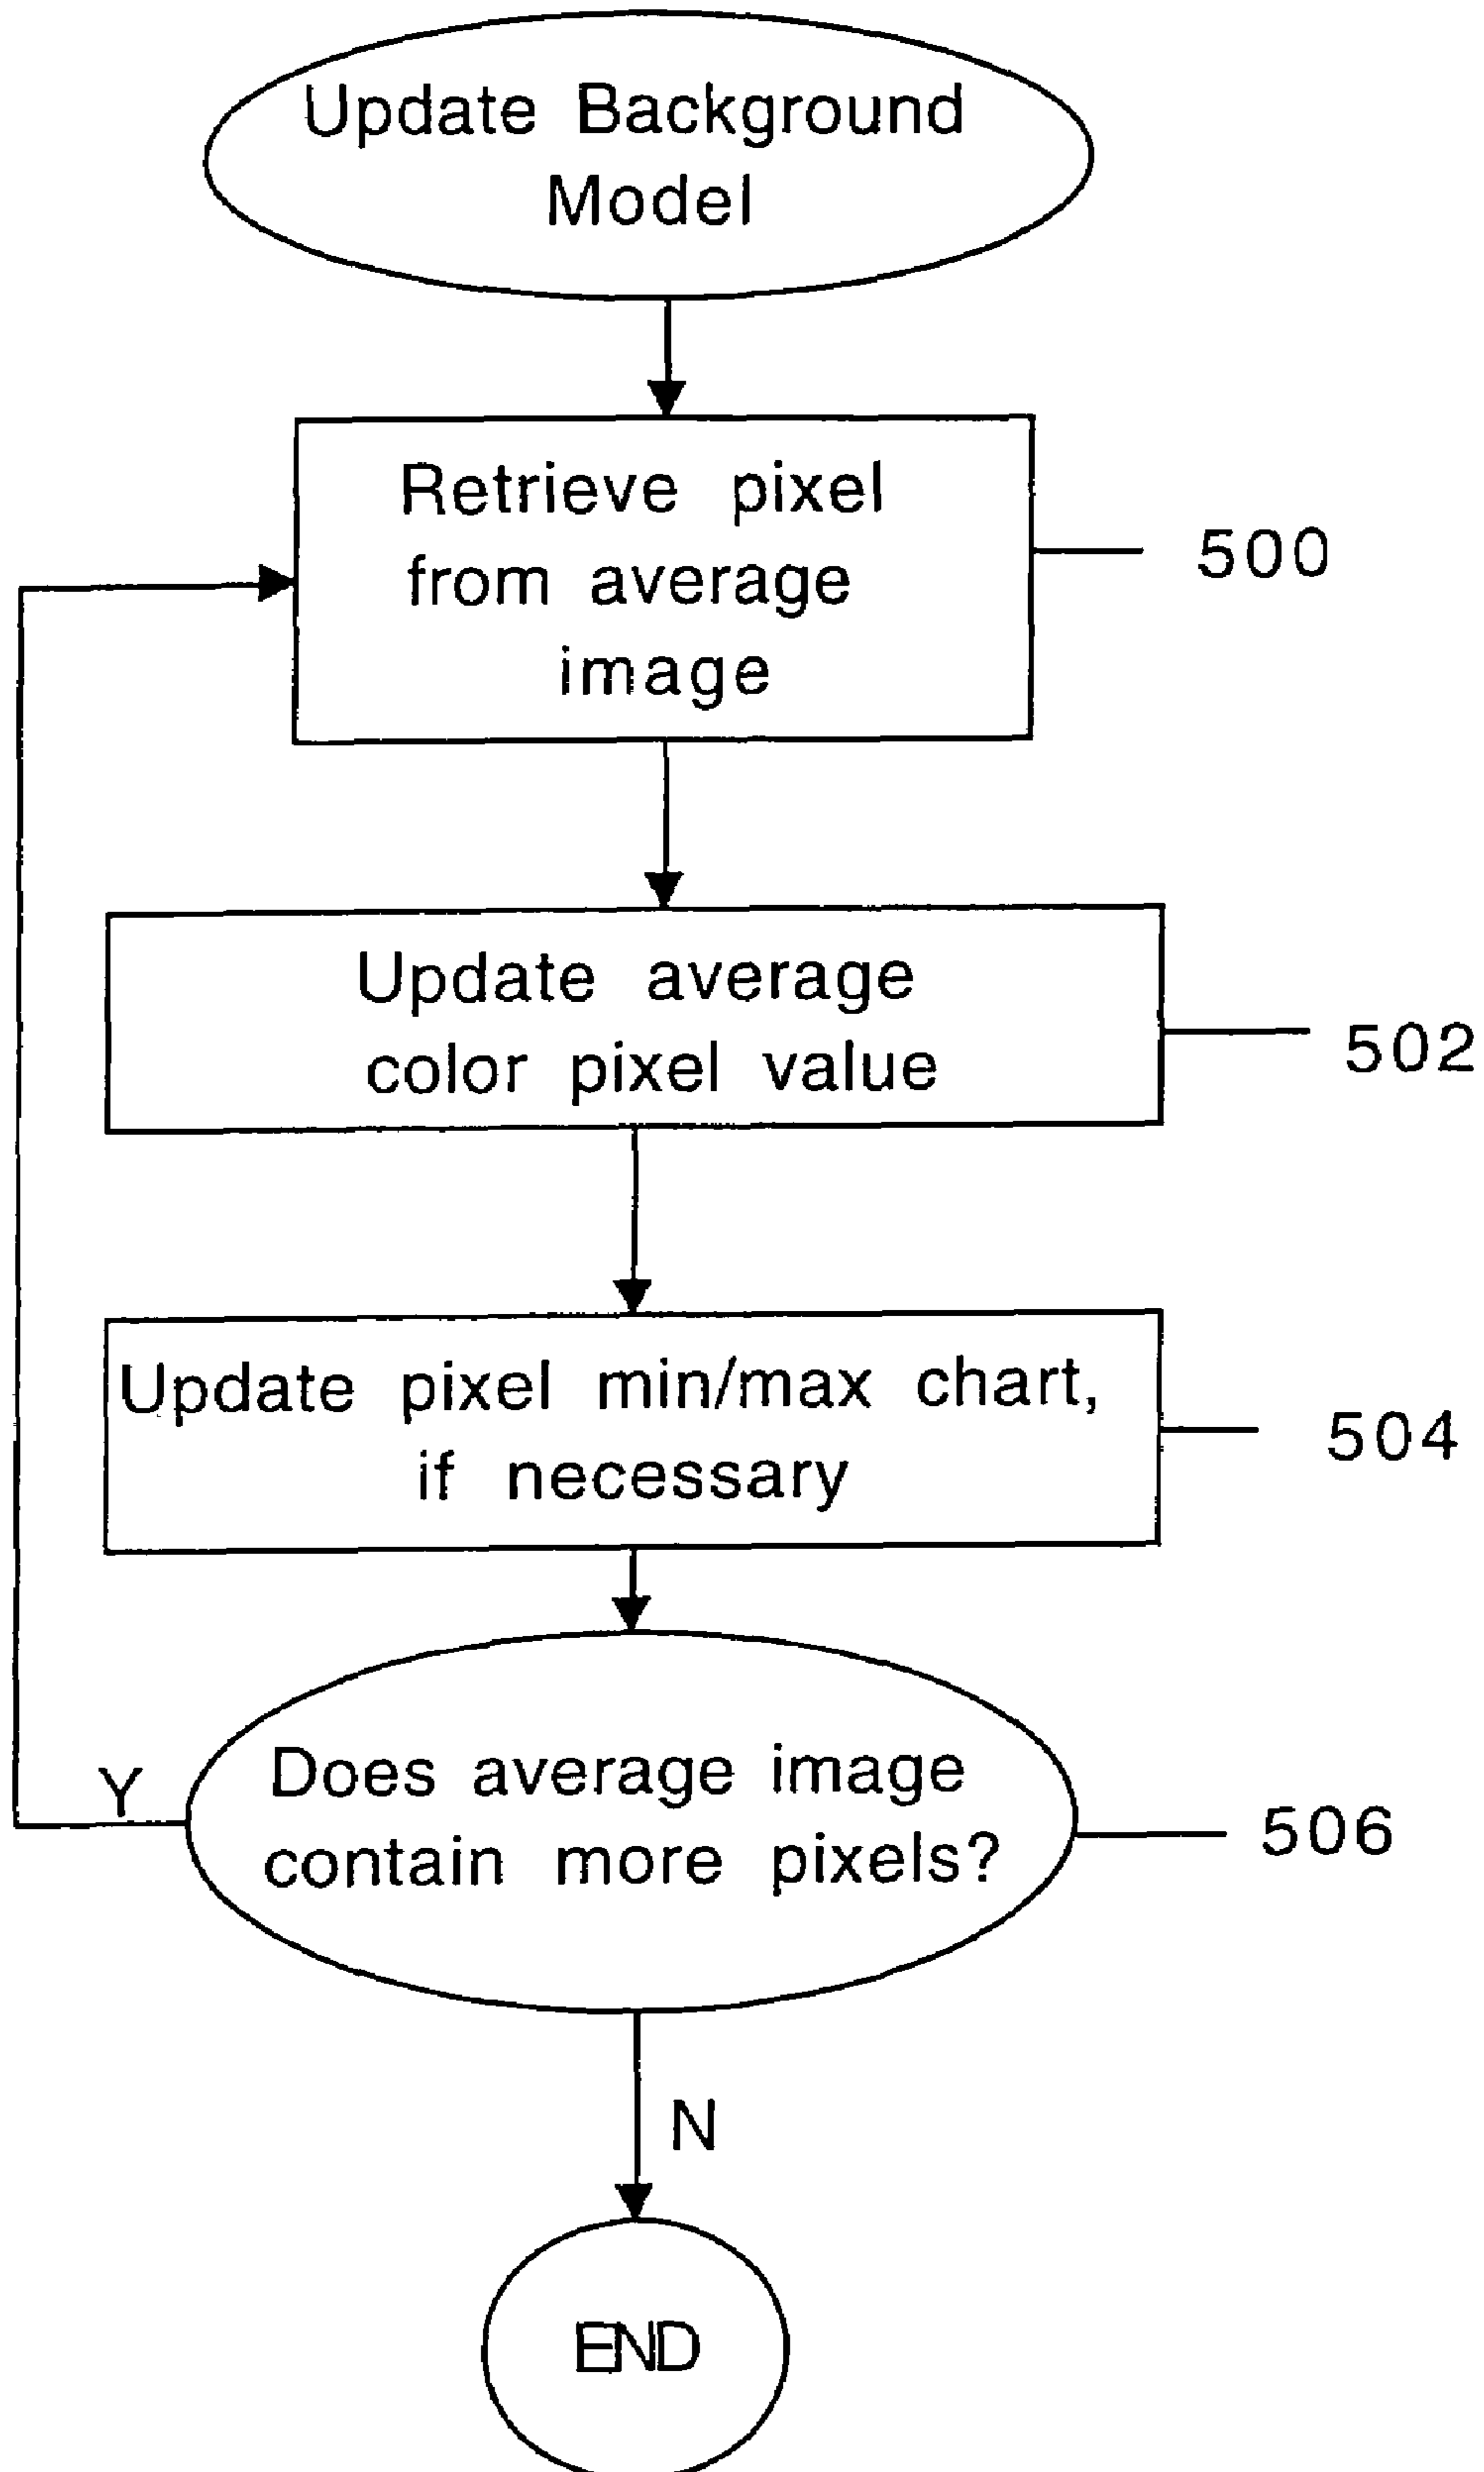 Update Background
Model
Retrieve pixel
from average
image
500
Update average
color pixel value
502
Update pixel min/max chart,
if necessary
504
Does average image
contain more pixels?
506
Y
N
END